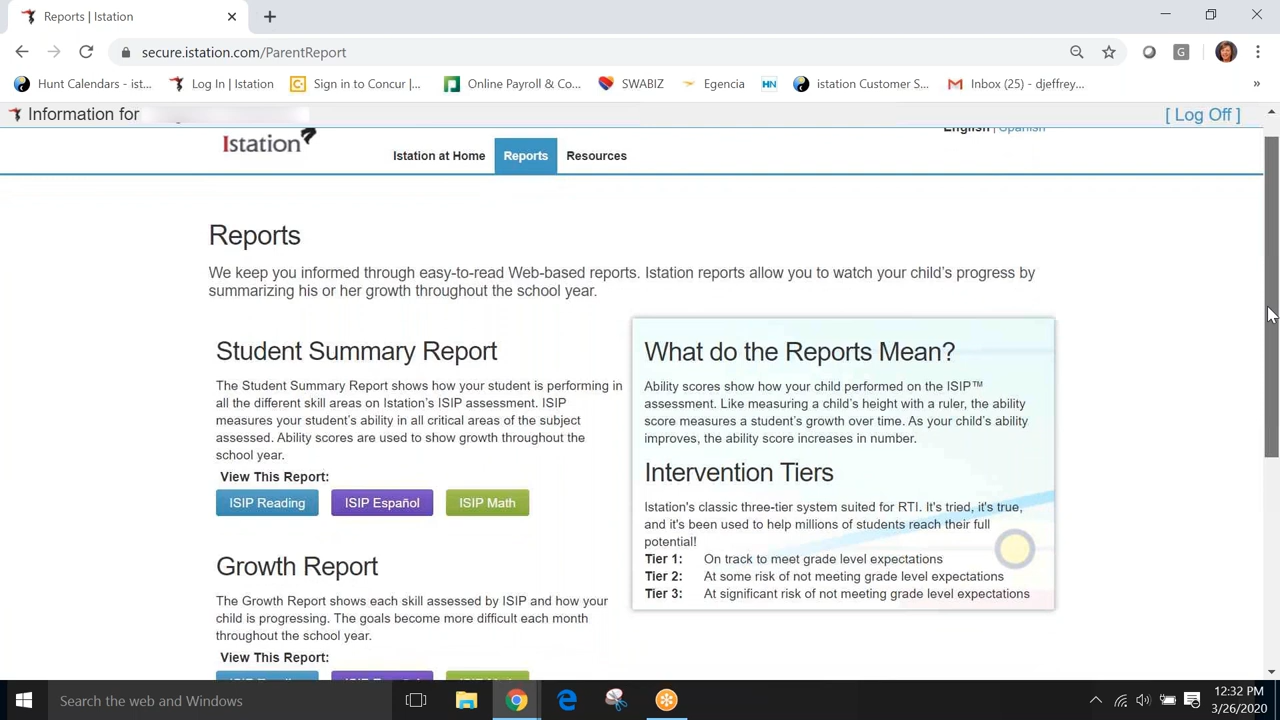 Reports | Istation
secure.istation.com/ParentReport
G
Hunt Calendars - ist...
Log In | Istation
Sign in to Concur |...
Online Payroll & Co...
SWABIZ
Egencia
HN
istation Customer S...
Inbox (25) - djeffrey...
»
Information for
[ Log Off ]
English | Spanish
Istation
Istation at Home
Reports
Resources
Reports
We keep you informed through easy-to-read Web-based reports. Istation reports allow you to watch your child's progress by
summarizing his or her growth throughout the school year.
Student Summary Report
The Student Summary Report shows how your student is performing in
all the different skill areas on Istation's ISIP assessment. ISIP
measures your student's ability in all critical areas of the subject
assessed. Ability scores are used to show growth throughout the
school year.
View This Report:
ISIP Reading
ISIP Español
ISIP Math
Growth Report
The Growth Report shows each skill assessed by ISIP and how your
child is progressing. The goals become more difficult each month
throughout the school year.
View This Report:
What do the Reports Mean?
Ability scores show how your child performed on the ISIP™
assessment. Like measuring a child's height with a ruler, the ability
score measures a student's growth over time. As your child's ability
improves, the ability score increases in number.
Intervention Tiers
Istation's classic three-tier system suited for RTI. It's tried, it's true,
and it's been used to help millions of students reach their full
potential!
Tier 1: On track to meet grade level expectations
Tier 2: At some risk of not meeting grade level expectations
Tier 3: At significant risk of not meeting grade level expectations
Search the web and Windows
12:32 PM
3/26/2020